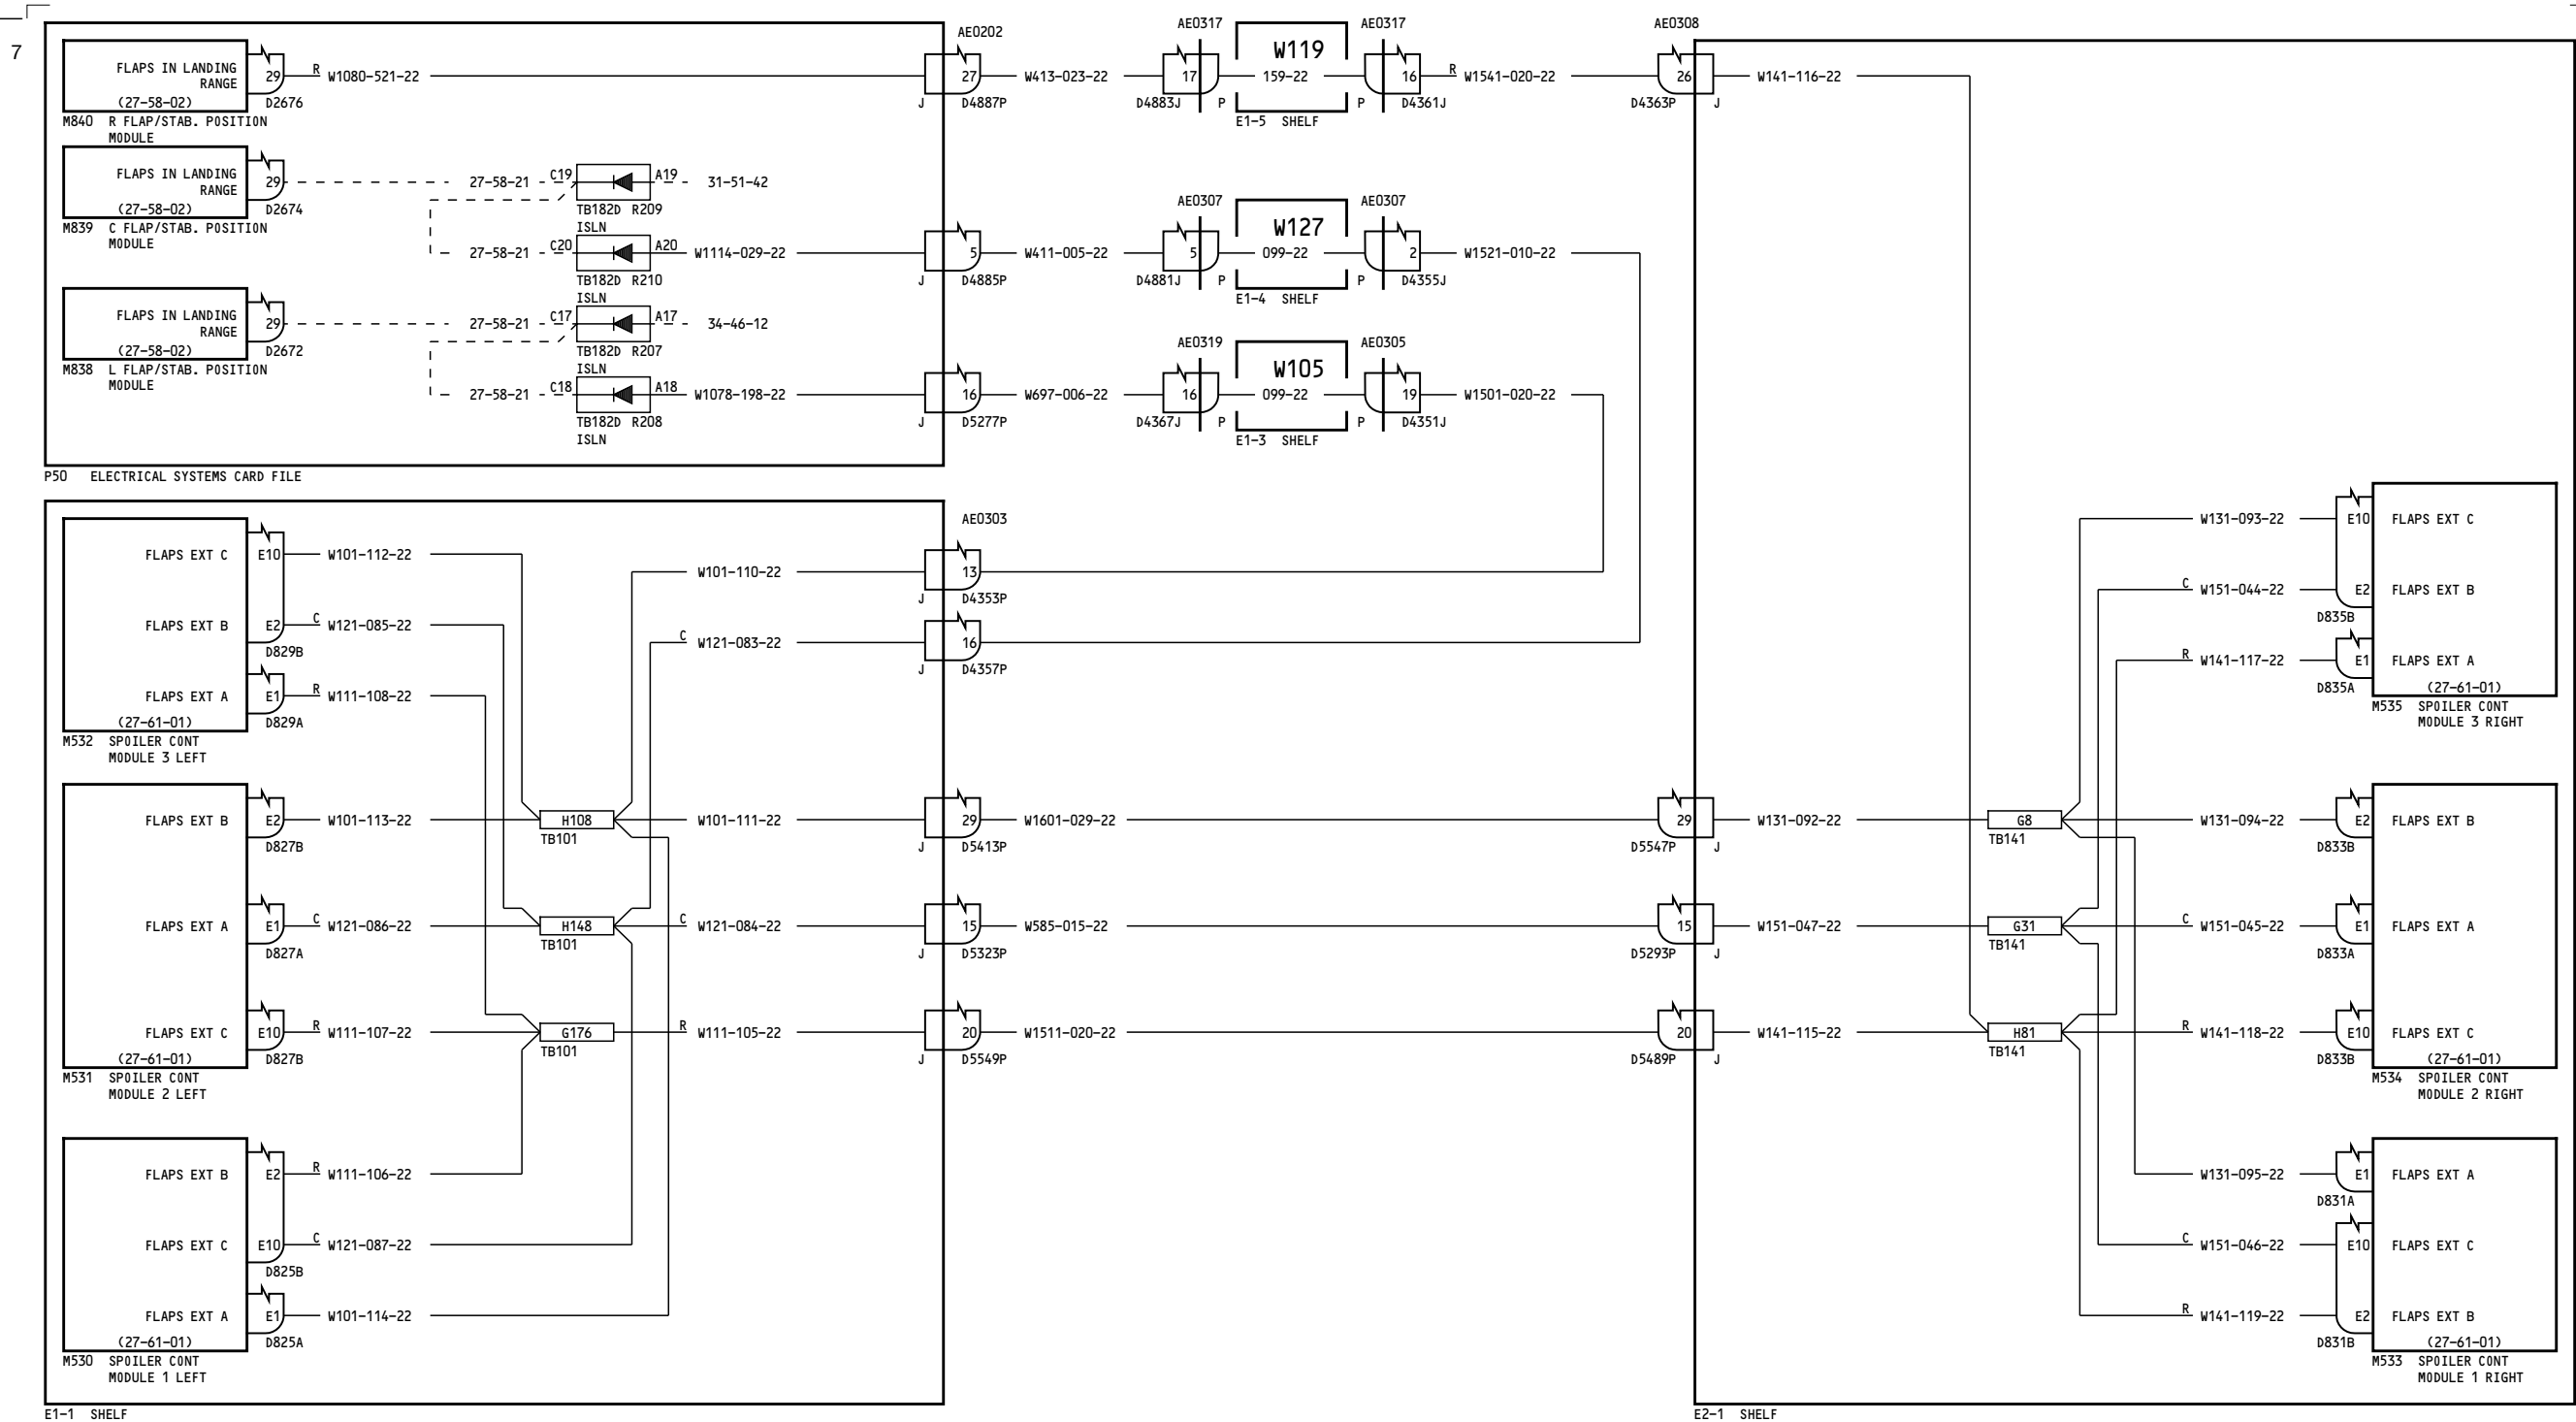 7
AE0202
AE0317
W119
AE0317
AE0308
FLAPS IN LANDING
RANGE
(27-58-02)
29
D2676
R W1080-521-22
J
27
D4887P
W413-023-22
17
D4883J
P
159-22
P
16
D4361J
R W1541-020-22
26
D4363P
J
W141-116-22
M840 R FLAP/STAB. POSITION
MODULE
E1-5 SHELF
FLAPS IN LANDING
RANGE
(27-58-02)
29
D2674
27-58-21
C19
A19
31-51-42
TB182D R209
ISLN
M839 C FLAP/STAB. POSITION
MODULE
27-58-21
C20
A20
W1114-029-22
TB182D R210
ISLN
J
5
D4885P
W411-005-22
AE0307
W127
AE0307
5
D4881J
P
099-22
P
2
D4355J
W1521-010-22
E1-4 SHELF
FLAPS IN LANDING
RANGE
(27-58-02)
29
D2672
27-58-21
C17
A17
34-46-12
TB182D R207
ISLN
M838 L FLAP/STAB. POSITION
MODULE
27-58-21
C18
A18
W1078-198-22
TB182D R208
ISLN
J
16
D5277P
W697-006-22
AE0319
W105
AE0305
16
D4367J
P
099-22
P
19
D4351J
W1501-020-22
E1-3 SHELF
P50 ELECTRICAL SYSTEMS CARD FILE
AE0303
FLAPS EXT C
E10
W101-112-22
FLAPS EXT B
E2
C W121-085-22
D829B
FLAPS EXT A
E1
R W111-108-22
D829A
(27-61-01)
M532 SPOILER CONT
MODULE 3 LEFT
W101-110-22
J
13
D4353P
C W121-083-22
J
16
D4357P
FLAPS EXT B
E2
W101-113-22
D827B
H108
TB101
W101-111-22
J
29
D5413P
W1601-029-22
29
D5547P
J
W131-092-22
G8
TB141
FLAPS EXT A
E1
C W121-086-22
D827A
H148
TB101
C W121-084-22
J
15
D5323P
W585-015-22
15
D5293P
J
W151-047-22
G31
TB141
FLAPS EXT C
E10
R W111-107-22
D827B
(27-61-01)
G176
TB101
R W111-105-22
J
20
D5549P
W1511-020-22
20
D5489P
J
W141-115-22
H81
TB141
M531 SPOILER CONT
MODULE 2 LEFT
FLAPS EXT B
E2
R W111-106-22
FLAPS EXT C
E10
C W121-087-22
D825B
FLAPS EXT A
E1
W101-114-22
D825A
(27-61-01)
M530 SPOILER CONT
MODULE 1 LEFT
E1-1 SHELF
W131-093-22
E10
FLAPS EXT C
C W151-044-22
E2
FLAPS EXT B
D835B
R W141-117-22
E1
FLAPS EXT A
D835A
(27-61-01)
M535 SPOILER CONT
MODULE 3 RIGHT
W131-094-22
E2
FLAPS EXT B
D833B
C W151-045-22
E1
FLAPS EXT A
D833A
R W141-118-22
E10
FLAPS EXT C
D833B
(27-61-01)
M534 SPOILER CONT
MODULE 2 RIGHT
W131-095-22
E1
FLAPS EXT A
D831A
C W151-046-22
E10
FLAPS EXT C
R W141-119-22
E2
FLAPS EXT B
D831B
(27-61-01)
M533 SPOILER CONT
MODULE 1 RIGHT
E2-1 SHELF